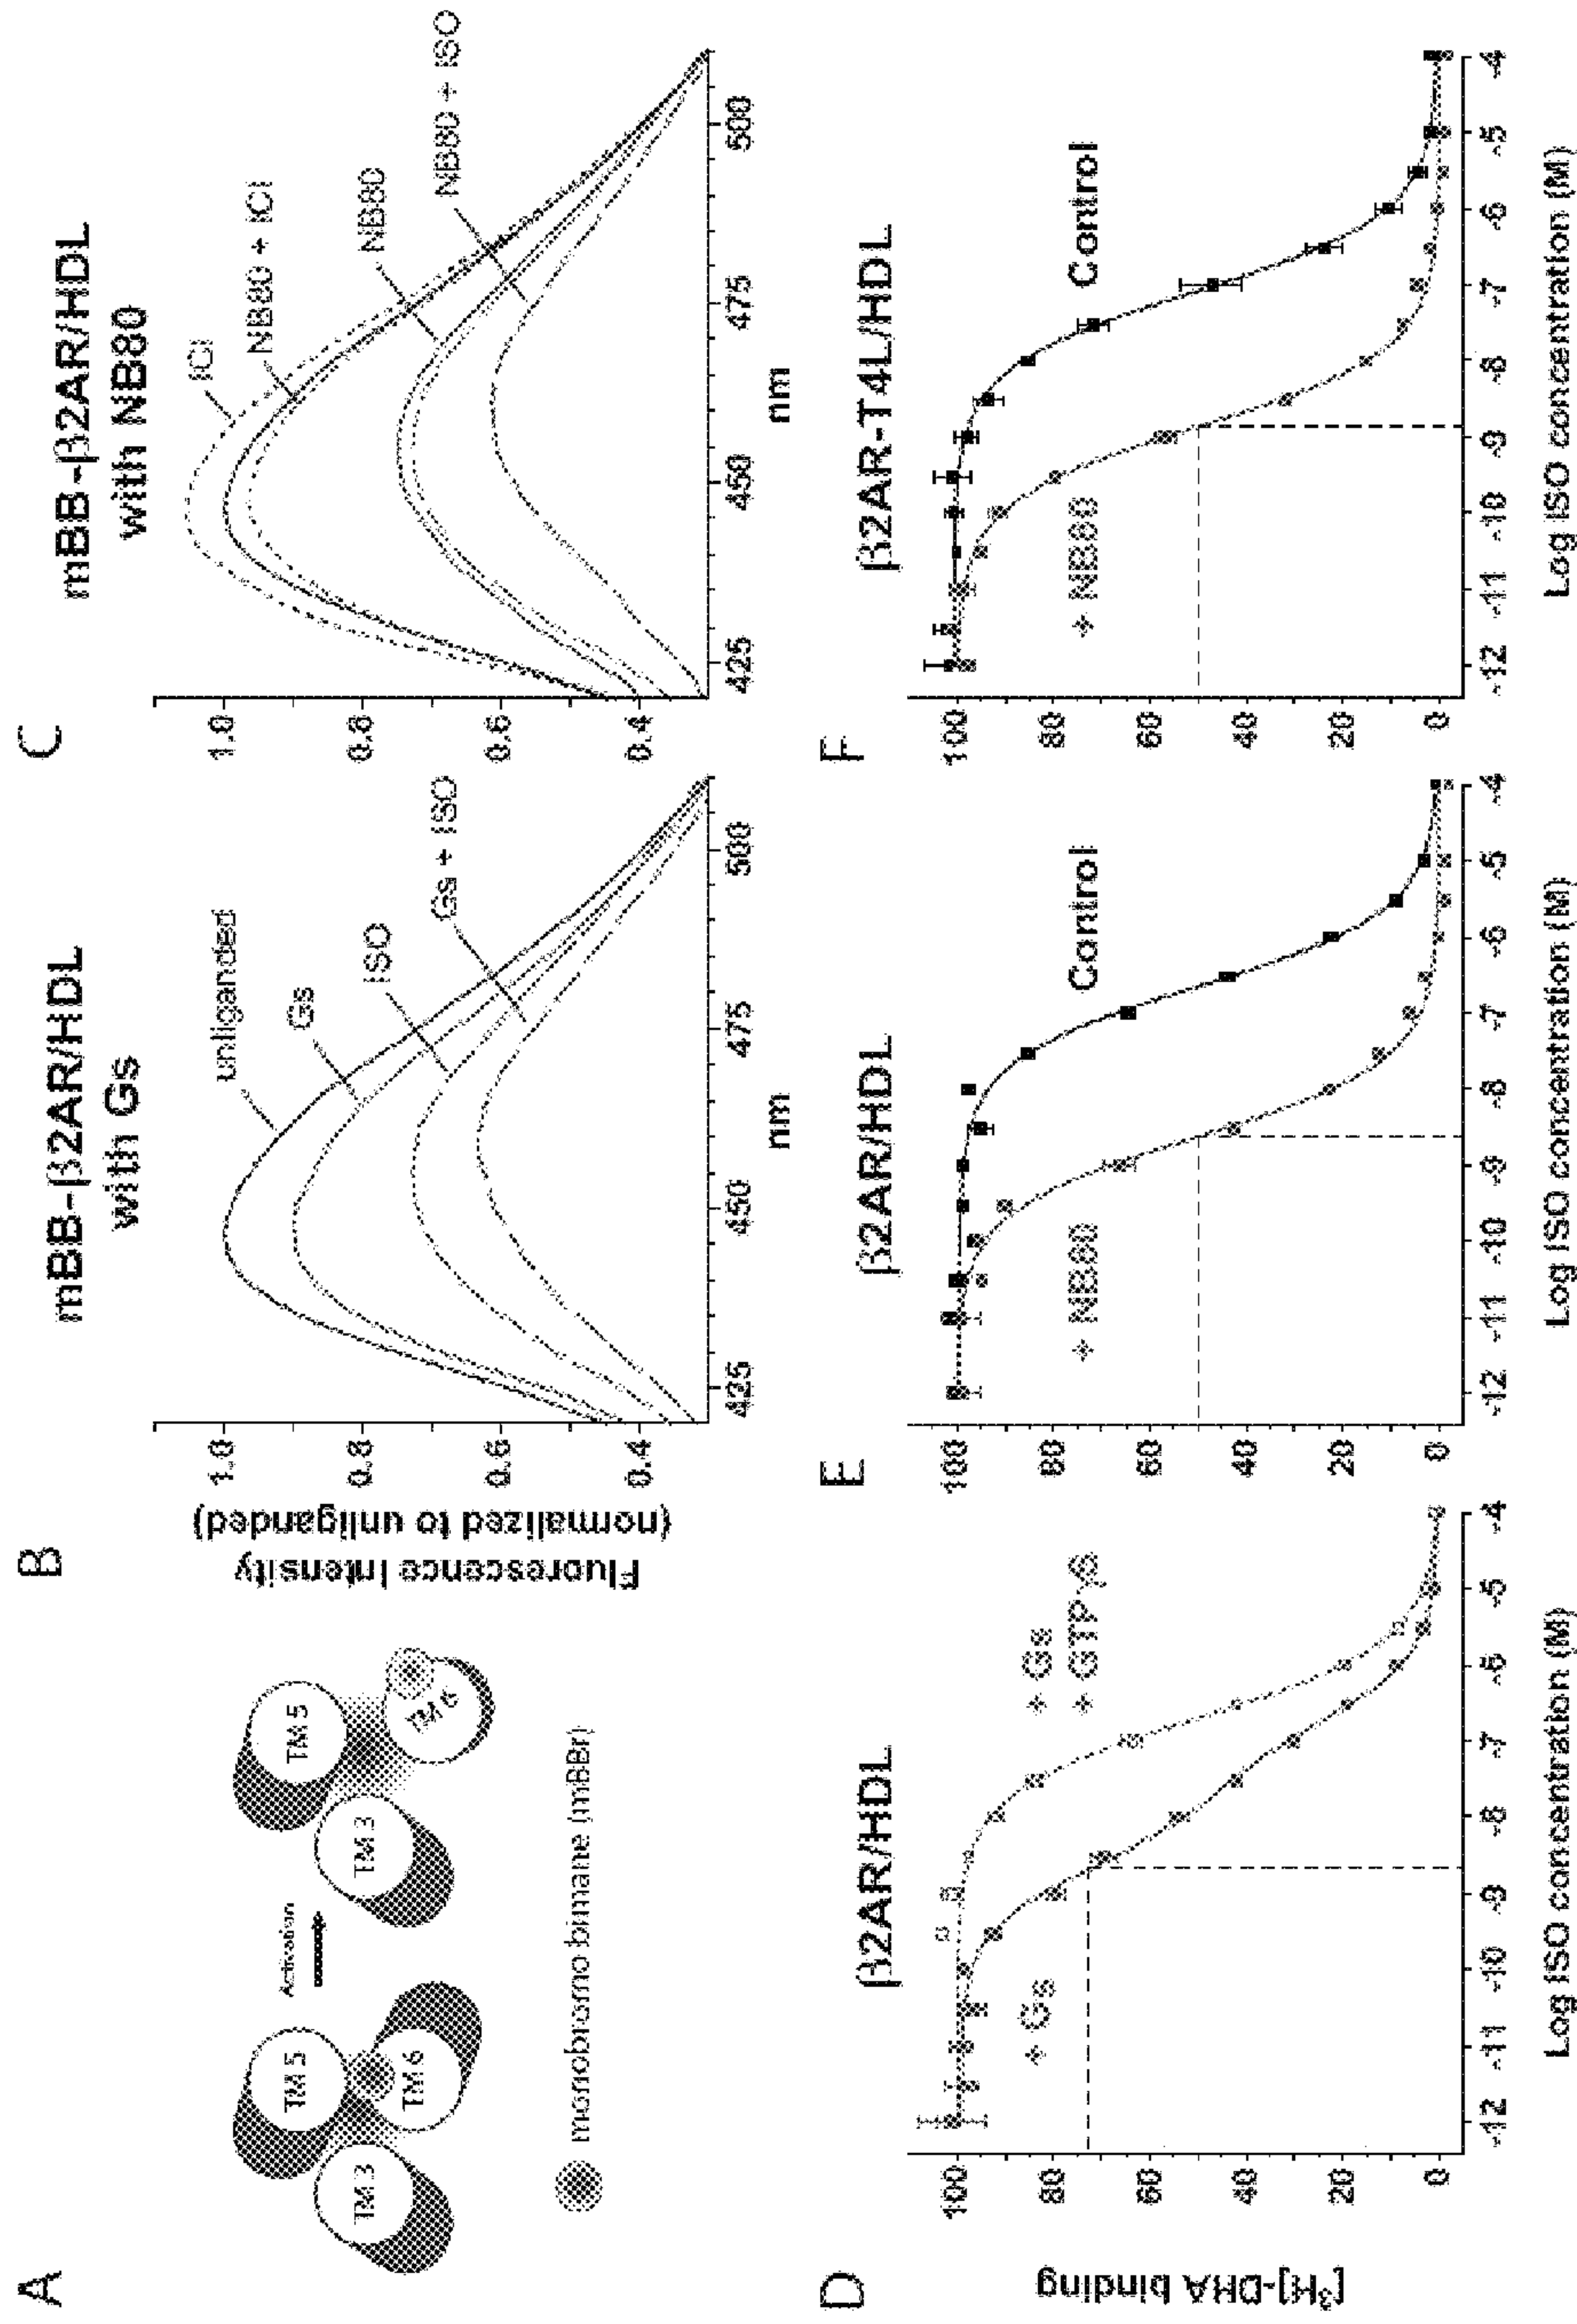 A
TM 5
TM 3
TM 6
Activation
TM 5
TM 3
TM 6
monobromo bimane (mBBr)
B
mBB-β2AR/HDL
with Gs
Fluorescence Intensity
(normalized to unliganded)
1.0
0.8
0.6
0.4
unliganded
Gs
ISO
Gs + ISO
425
450
475
500
nm
C
mBB-β2AR/HDL
with NB80
1.0
0.8
0.6
0.4
ICI
NB80 + ICI
NB80
NB80 + ISO
425
450
475
500
nm
D
β2AR/HDL
[³H]-DHA binding
100
80
60
40
20
0
+ Gs
+ Gs
+ GTPγS
-12
-11
-10
-9
-8
-7
-6
-5
-4
Log ISO concentration (M)
E
β2AR/HDL
100
80
60
40
20
0
+ NB80
Control
-12
-11
-10
-9
-8
-7
-6
-5
-4
Log ISO concentration (M)
F
β2AR-T4L/HDL
100
80
60
40
20
0
+ NB80
Control
-12
-11
-10
-9
-8
-7
-6
-5
-4
Log ISO concentration (M)